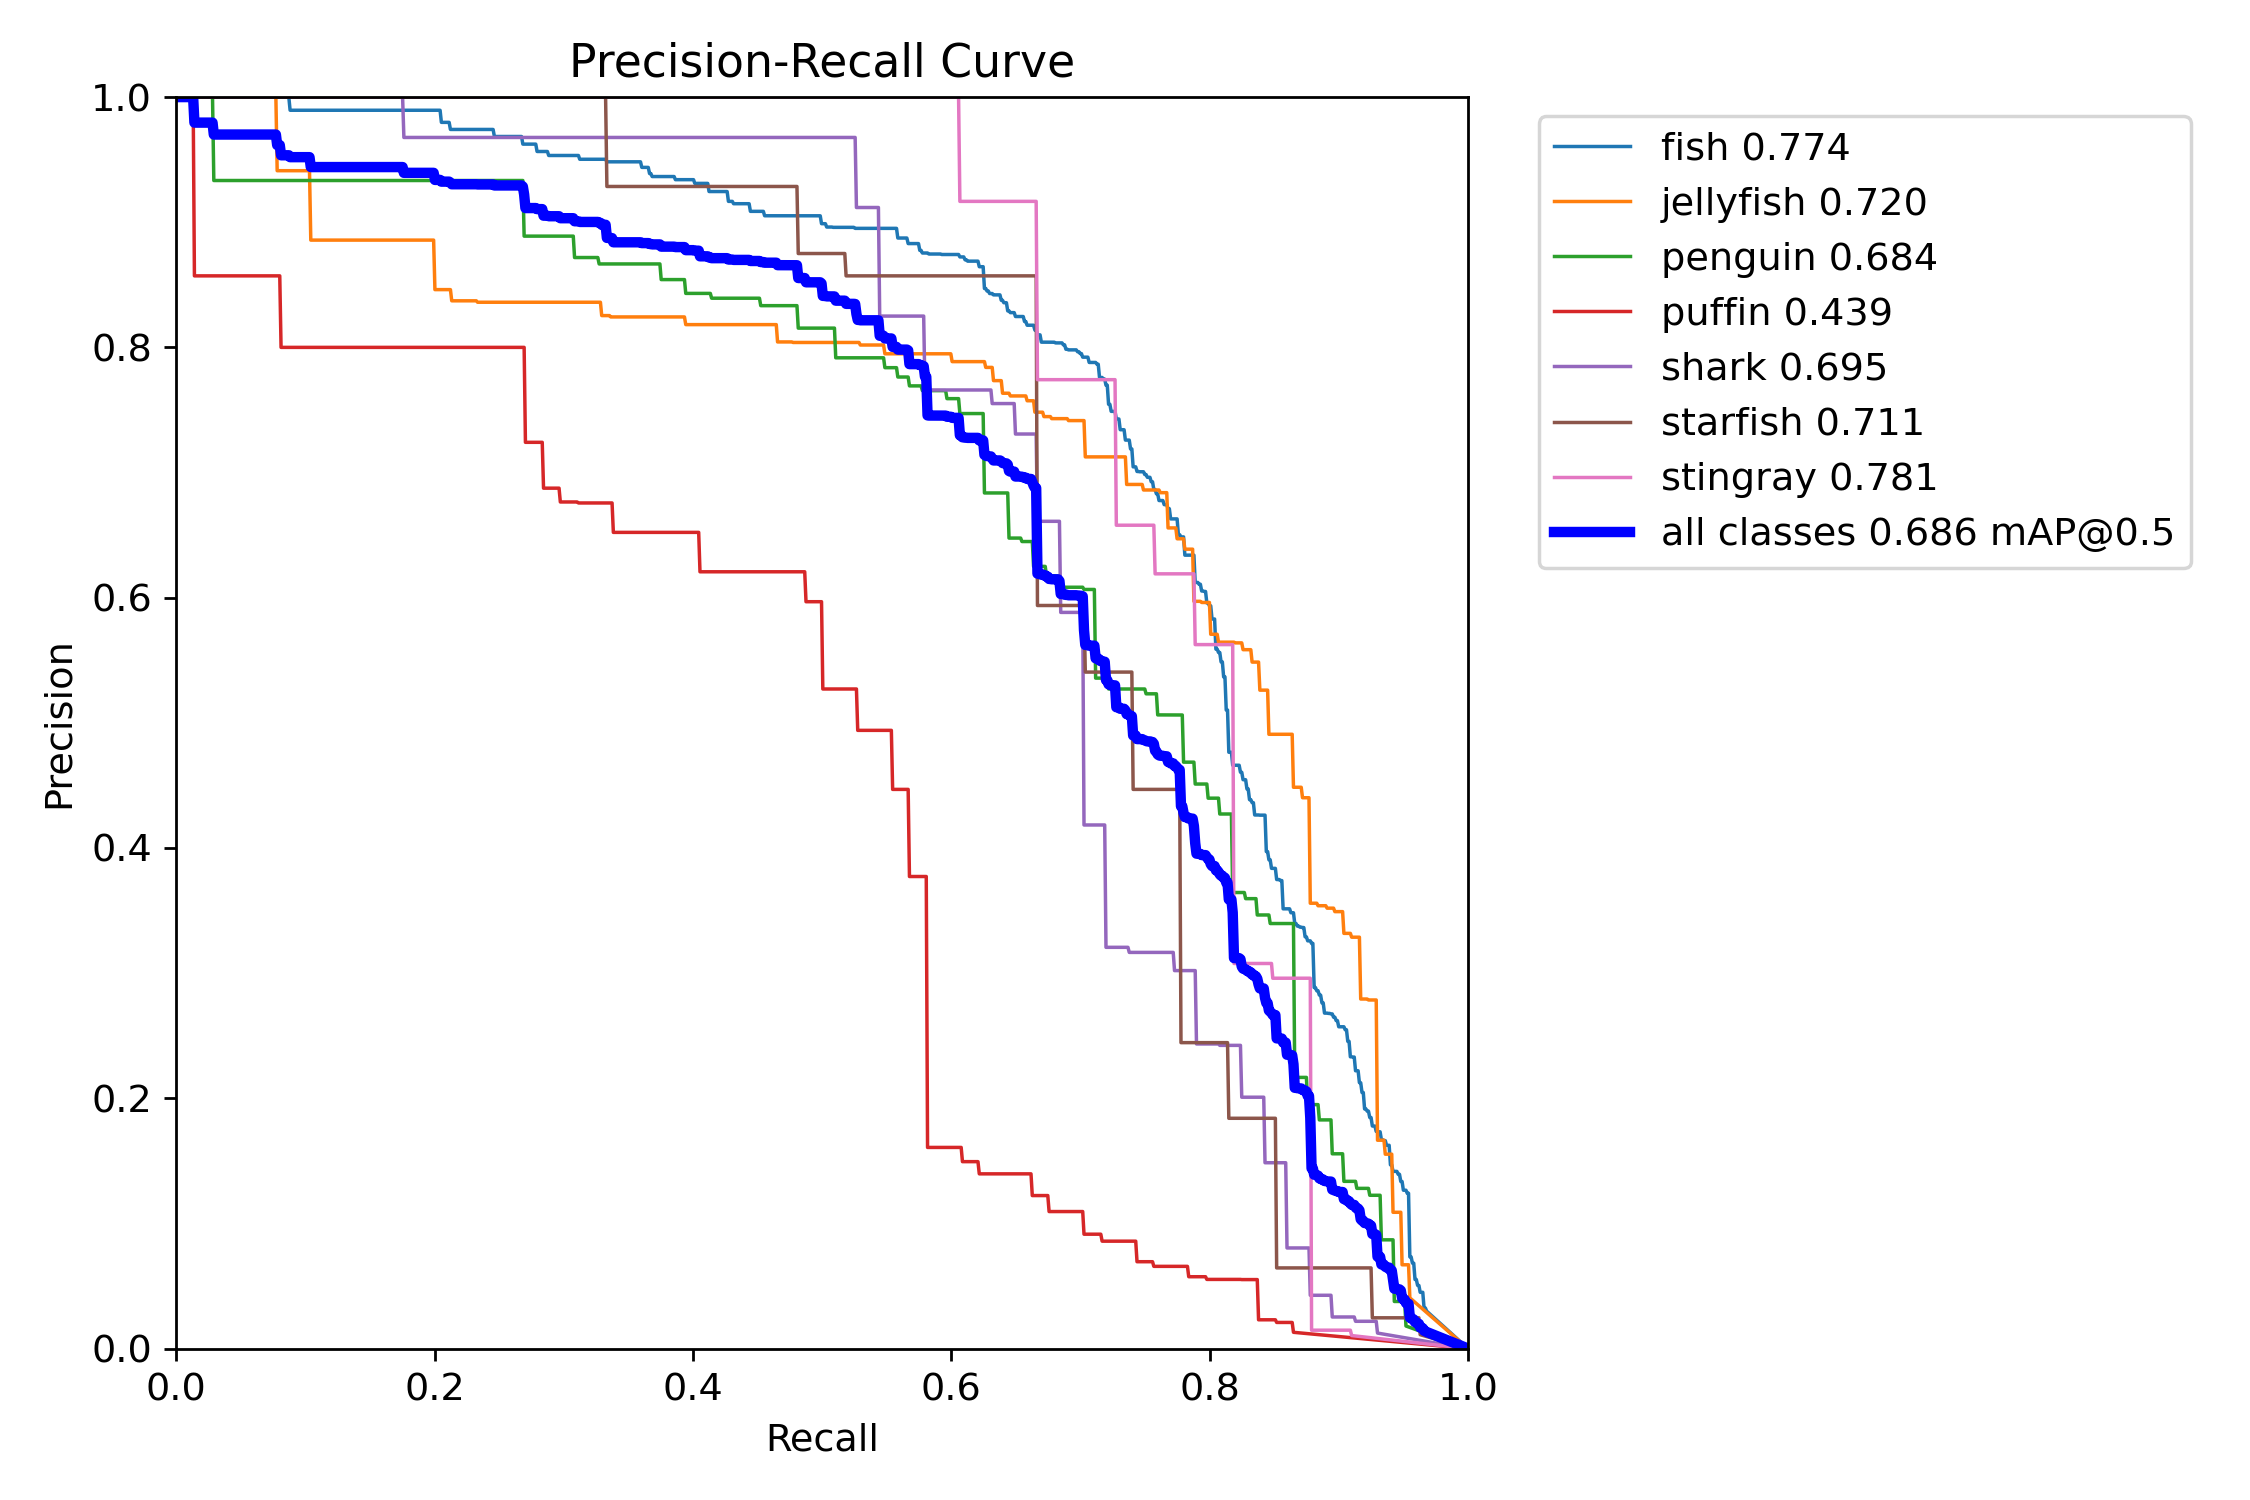 Precision-Recall Curve
1.0
0.8
0.6
0.4
0.2
0.0
Precision
0.0 0.2 0.4 0.6 0.8 1.0
Recall
fish 0.774
jellyfish 0.720
penguin 0.684
puffin 0.439
shark 0.695
starfish 0.711
stingray 0.781
all classes 0.686 mAP@0.5